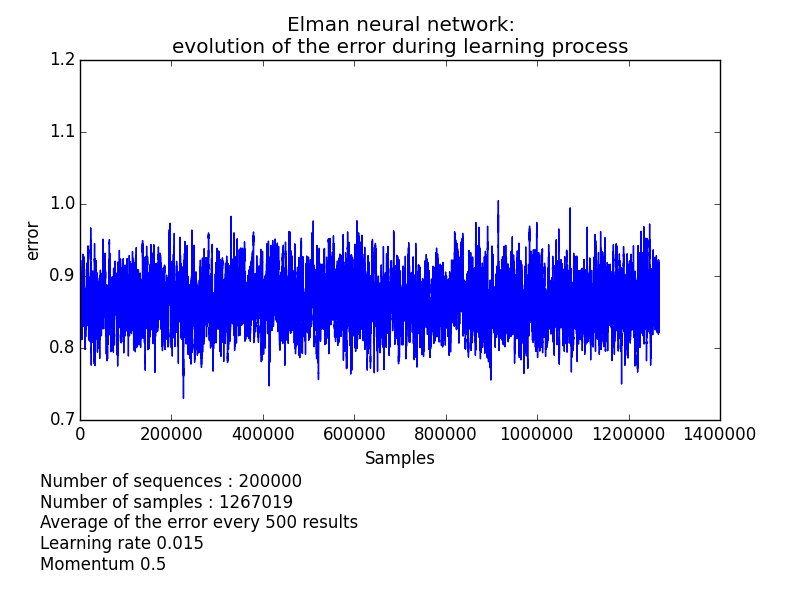 Elman neural network:
evolution of the error during learning process
1.2
1.1
1.0
0.9
0.8
0.7
error
0 200000 400000 600000 800000 1000000 1200000 1400000
Samples
Number of sequences : 200000
Number of samples : 1267019
Average of the error every 500 results
Learning rate 0.015
Momentum 0.5